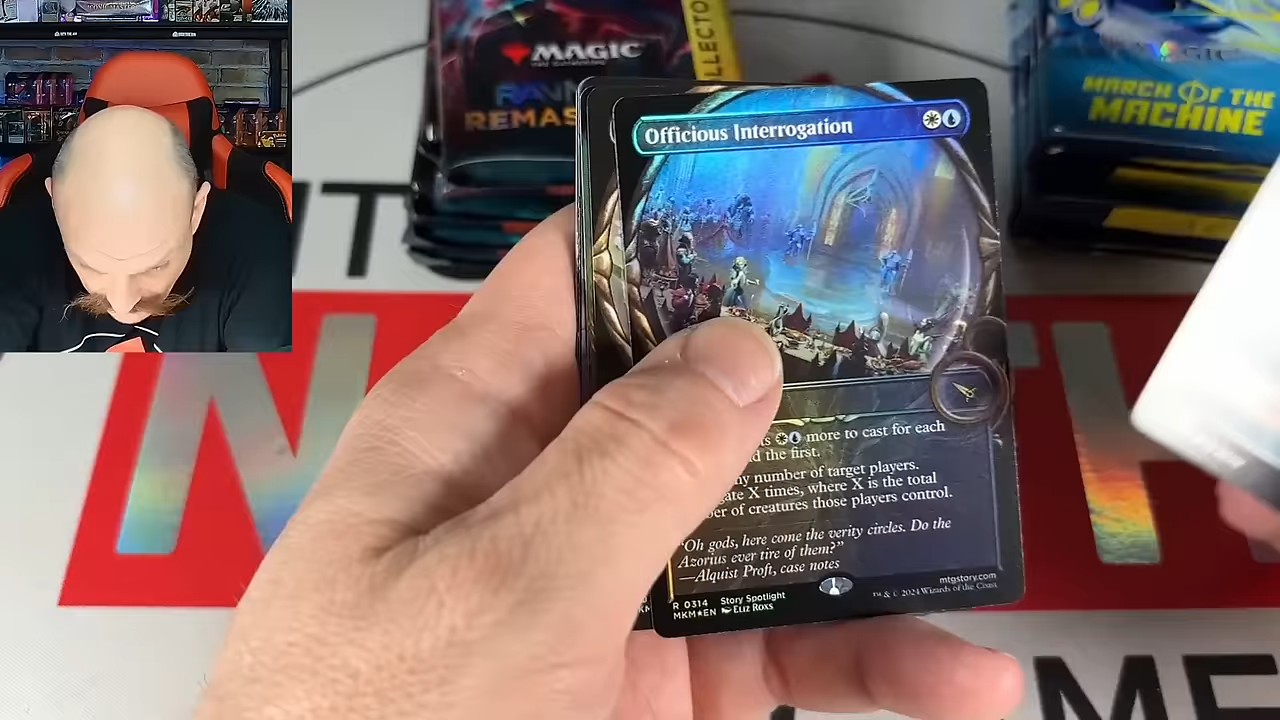 MAGIC
RAVN
REMAS
COLLECTO
MAGIC
MARCH OF THE
MACHINE
Officious Interrogation
more to cast for each
the first.
number of target players.
X times, where X is the total
of creatures those players control.
"Oh gods, here come the verity circles. Do the
Azorius ever tire of them?"
—Alquist Proft, case notes
mtgstory.com
R 0314 Story Spotlight
MKM★EN Eliz Roxs
™ & © 2024 Wizards of the Coast